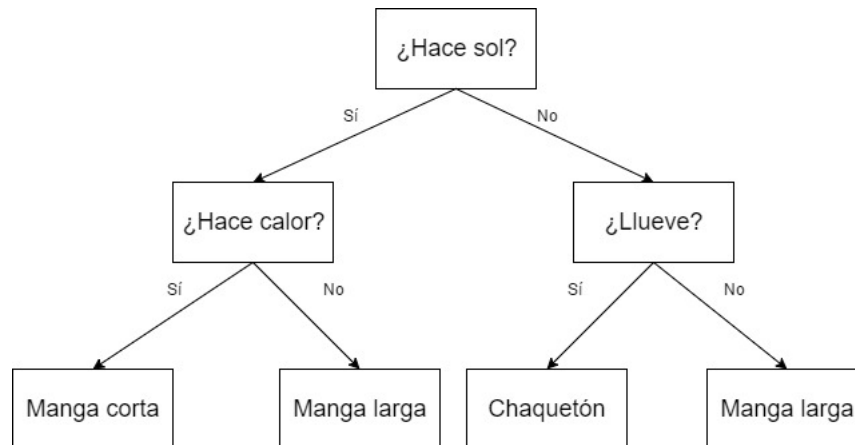 ¿Hace sol?
Sí
No
¿Hace calor?
¿Llueve?
Sí
No
Sí
No
Manga corta
Manga larga
Chaquetón
Manga larga